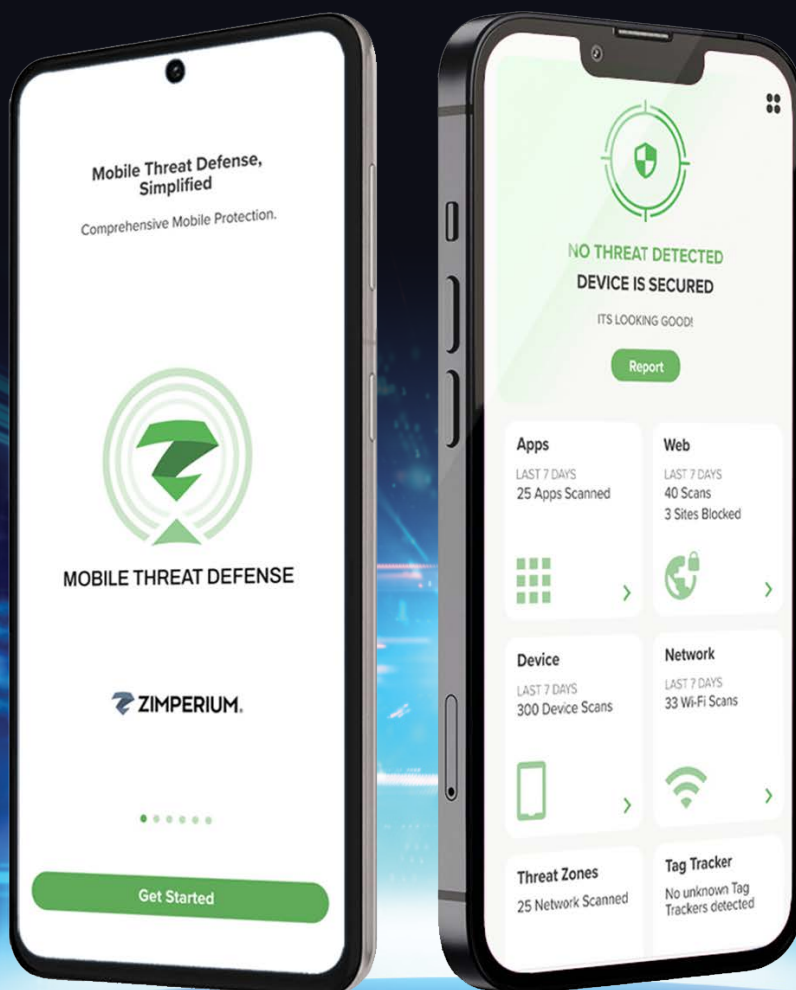 Mobile Threat Defense,
Simplified
Comprehensive Mobile Protection.
MOBILE THREAT DEFENSE
ZIMPERIUM.
Get Started
NO THREAT DETECTED
DEVICE IS SECURED
ITS LOOKING GOOD!
Report
Apps
LAST 7 DAYS
25 Apps Scanned
Web
LAST 7 DAYS
40 Scans
3 Sites Blocked
Device
LAST 7 DAYS
300 Device Scans
Network
LAST 7 DAYS
33 Wi-Fi Scans
Threat Zones
25 Network Scanned
Tag Tracker
No unknown Tag
Trackers detected